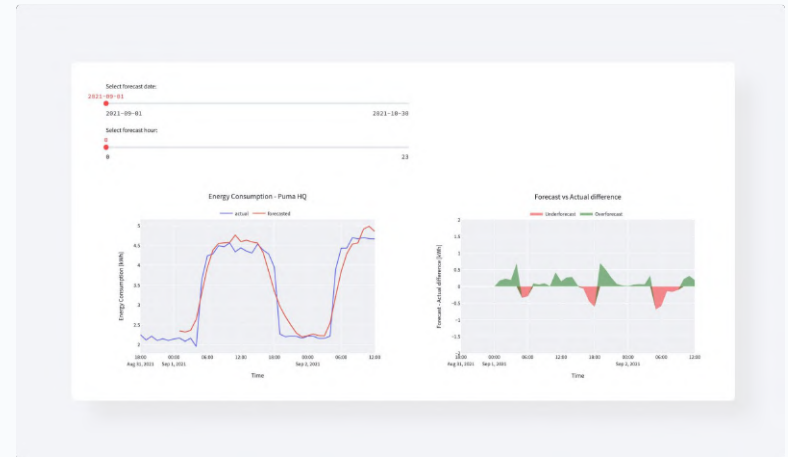 Select forecast date:
2021-09-01
2021-09-01 2021-10-30
Select forecast hour:
0
0 23
Energy Consumption - Puma HQ
actual forecasted
Energy Consumption [kWh]
5
4.5
4
3.5
3
2.5
2
18:00 00:00 06:00 12:00 18:00 00:00 06:00 12:00
Aug 31, 2021 Sep 1, 2021 Sep 2, 2021
Time
Forecast vs Actual difference
Underforecast Overforecast
Forecast - Actual difference [kWh]
2
1.5
1
0.5
0
-0.5
-1
-1.5
-2
18:00 00:00 06:00 12:00 18:00 00:00 06:00 12:00
Aug 31, 2021 Sep 1, 2021 Sep 2, 2021
Time